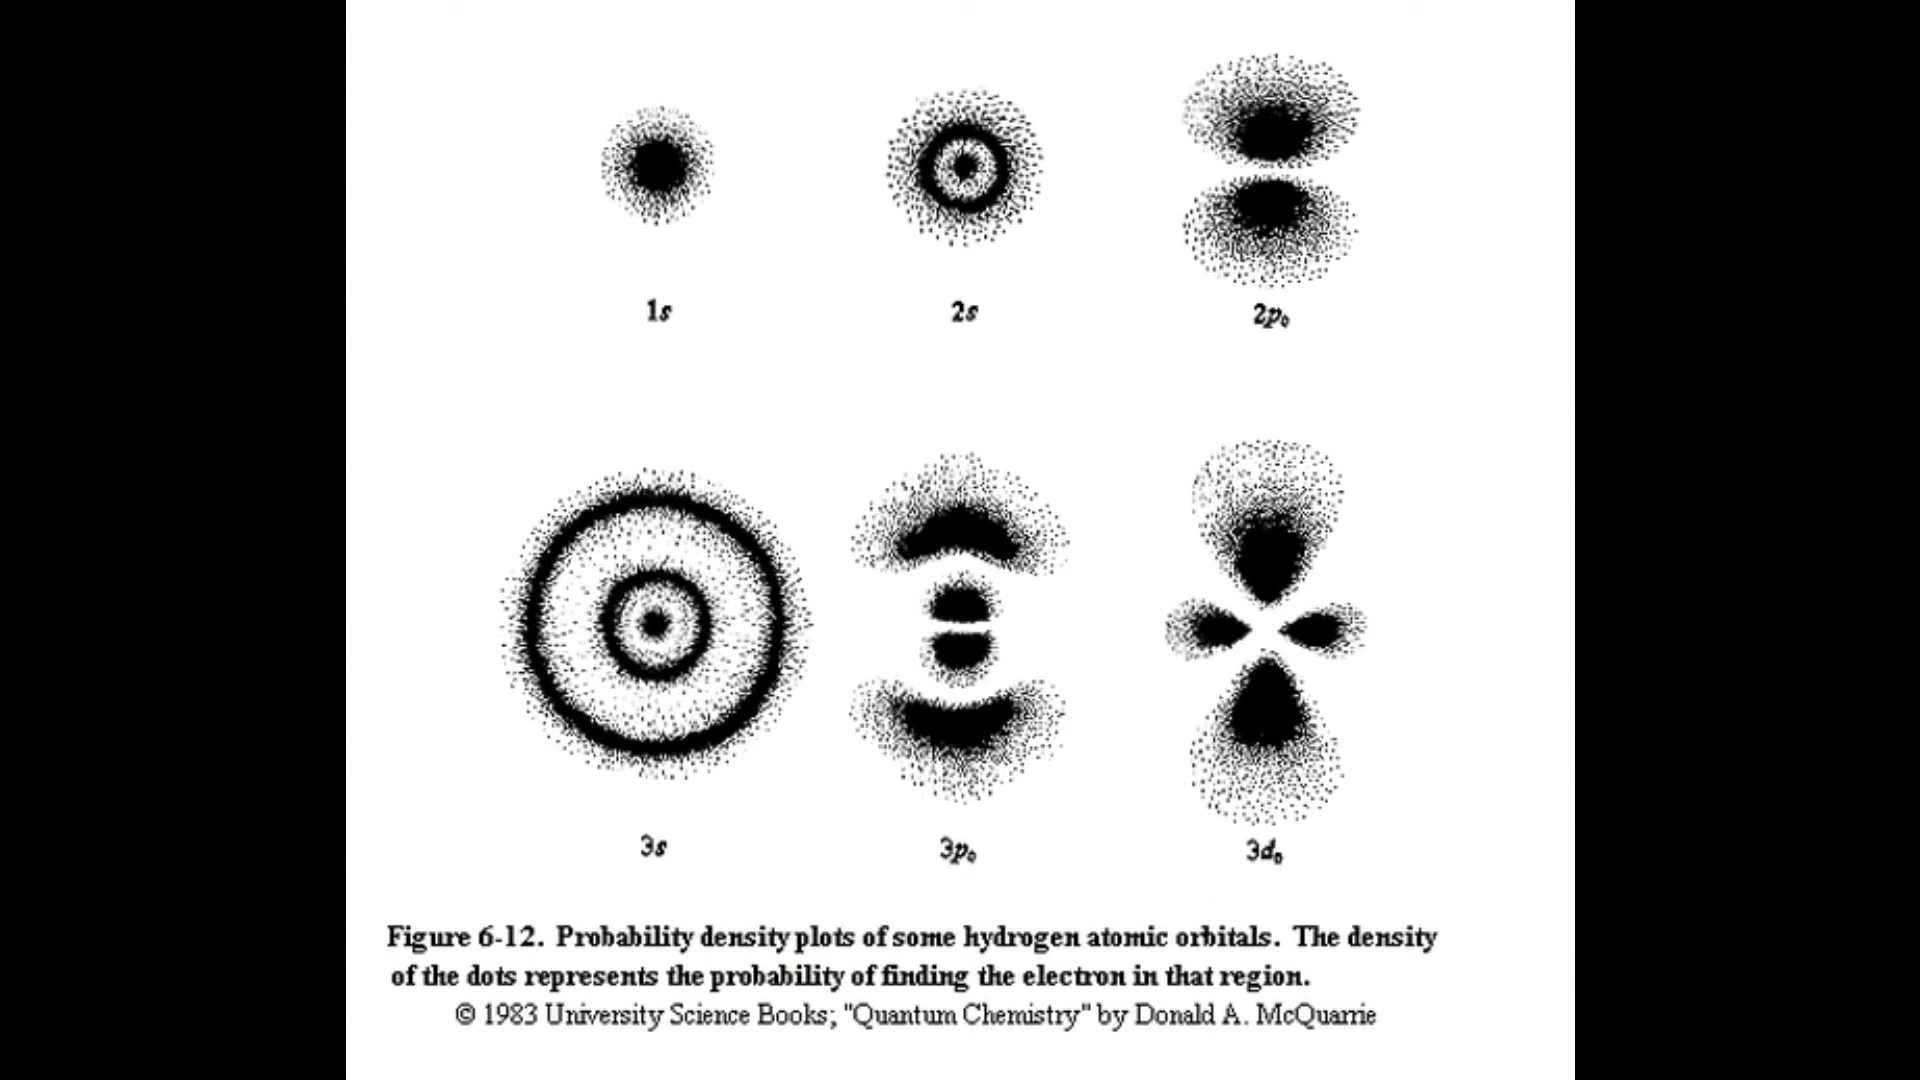 1s
2s
2p₀
3s
3p₀
3d₀
Figure 6-12. Probability density plots of some hydrogen atomic orbitals. The density
of the dots represents the probability of finding the electron in that region.
© 1983 University Science Books; "Quantum Chemistry" by Donald A. McQuarrie